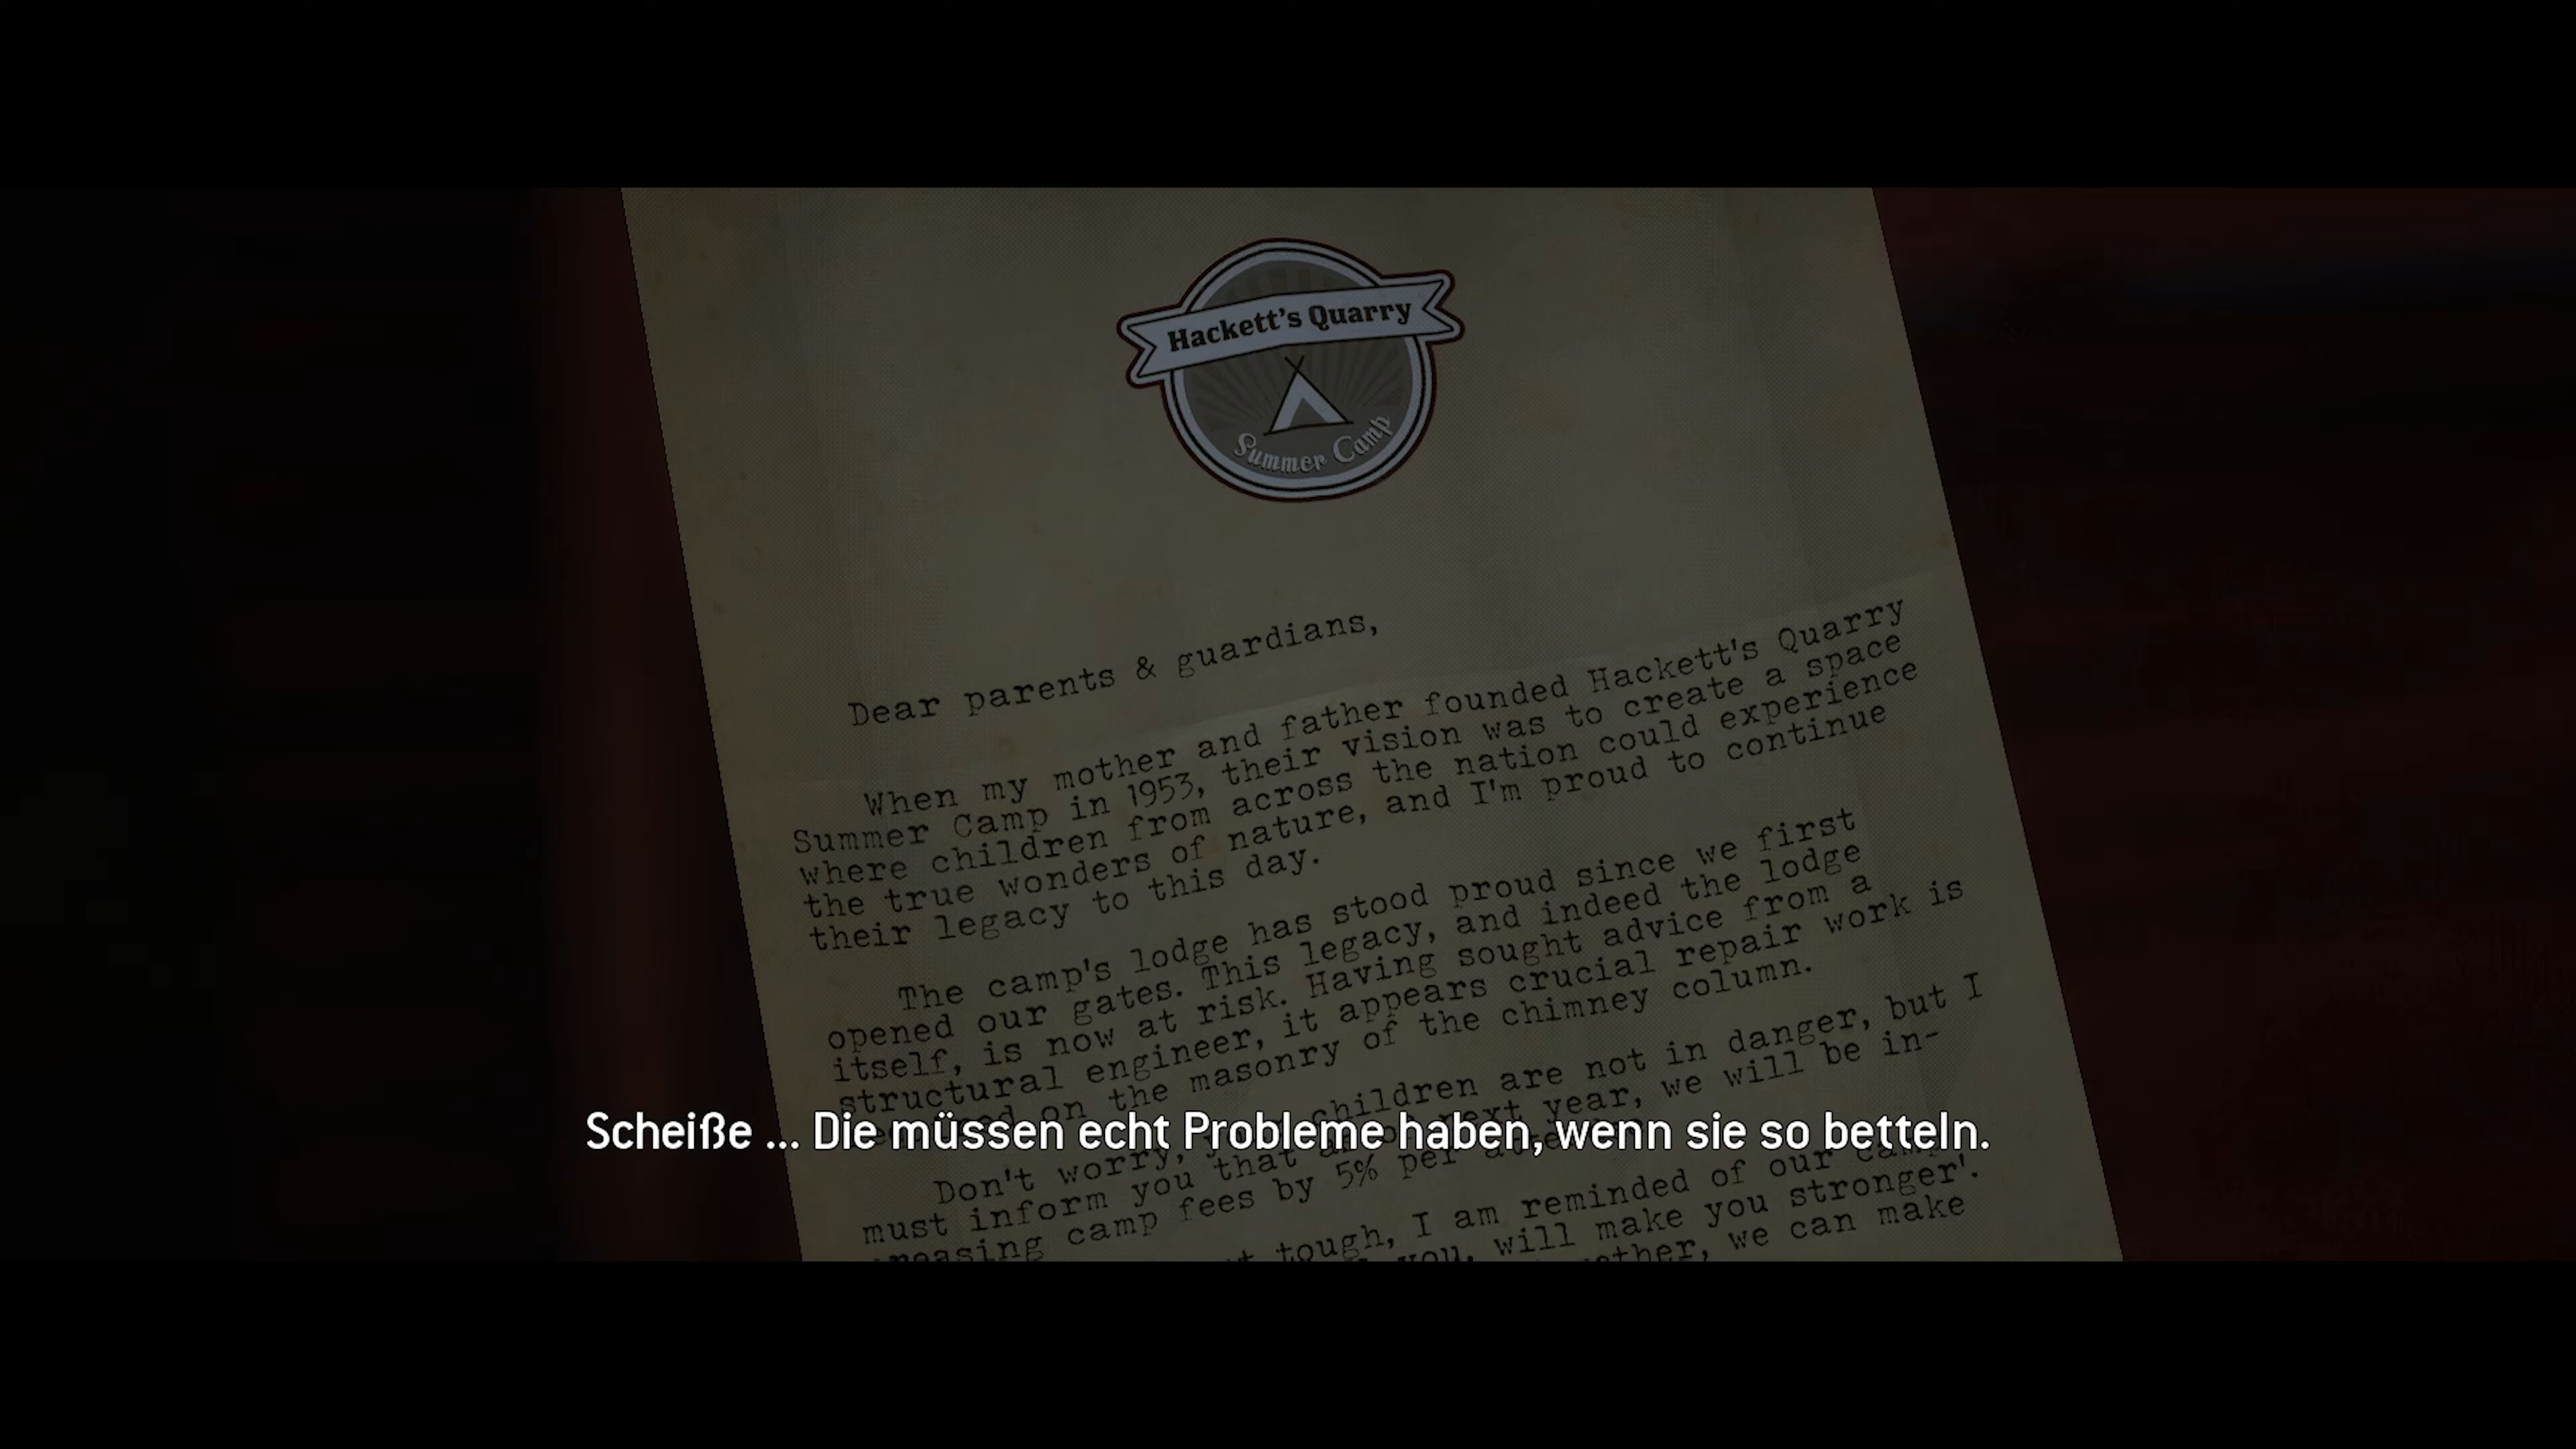 Hackett's Quarry
Summer Camp
Dear parents & guardians,
When my mother and father founded Hackett's Quarry
Summer Camp in 1953, their vision was to create a space
where children from across the nation could experience
the true wonders of nature, and I'm proud to continue
their legacy to this day.
The camp's lodge has stood proud since we first
opened our gates. This legacy, and indeed the lodge
itself, is now at risk. Having sought advice from a
structural engineer, it appears crucial repair work is
on the masonry of the chimney column.
Don't worry, children are not in danger, but I
must inform you that next year, we will be in-
creasing camp fees by 5% per
tough, I am reminded of our
you, will make you stronger'.
we can make
Scheiße ... Die müssen echt Probleme haben, wenn sie so betteln.